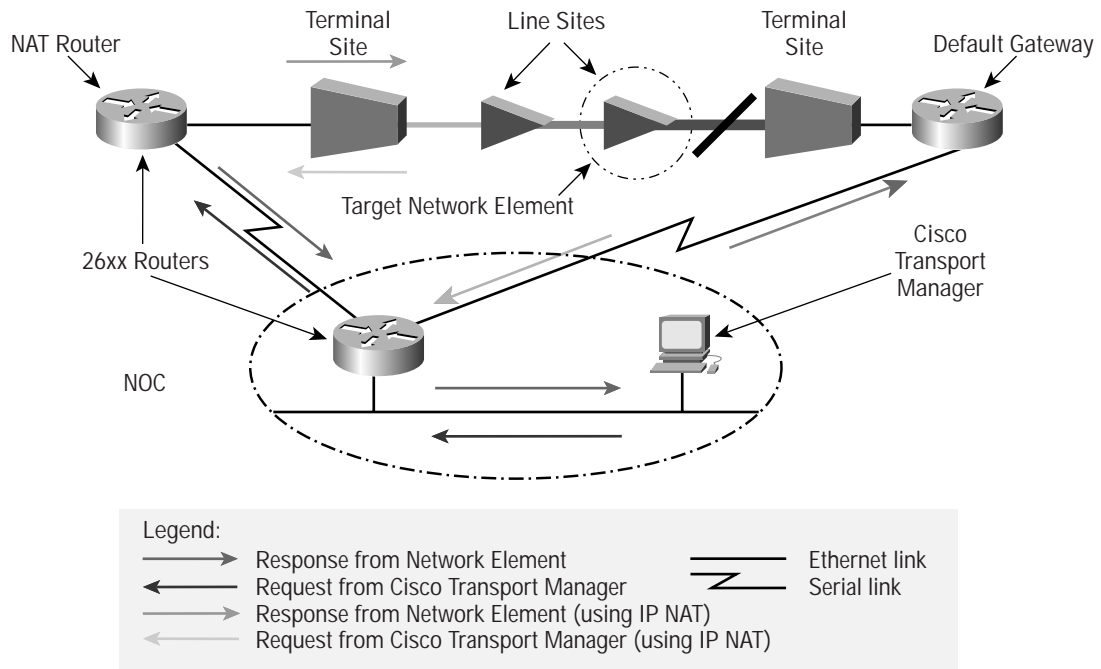 Terminal
Site
Line Sites
Terminal
Site
NAT Router
Default Gateway
Target Network Element
26xx Routers
Cisco
Transport
Manager
NOC
Legend:
Response from Network Element
Request from Cisco Transport Manager
Response from Network Element (using IP NAT)
Request from Cisco Transport Manager (using IP NAT)
Ethernet link
Serial link